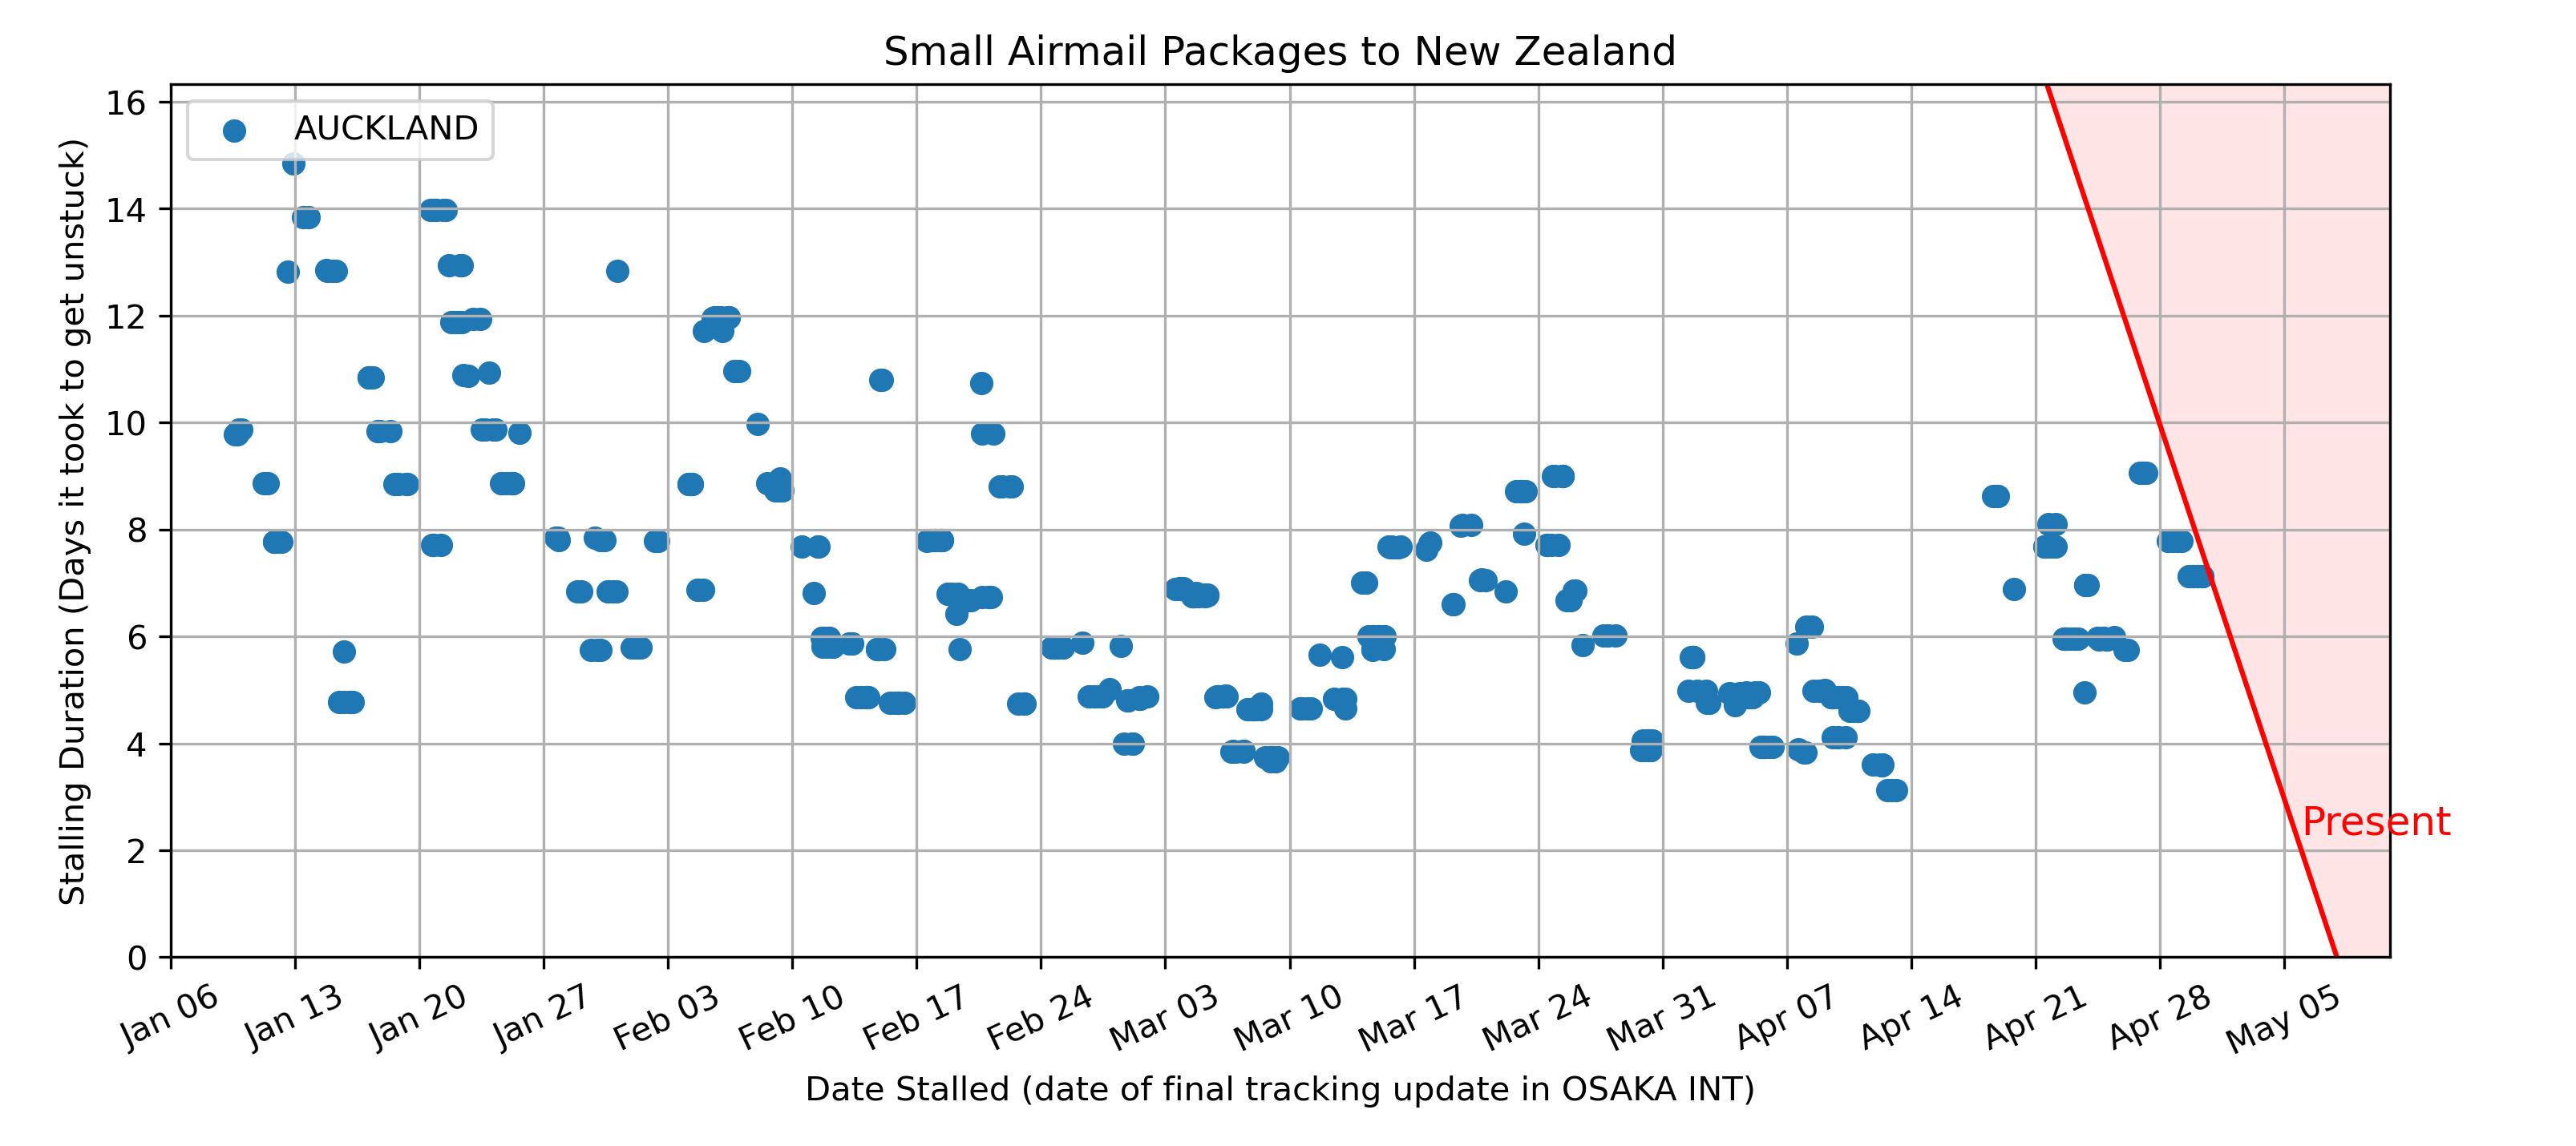 Small Airmail Packages to New Zealand
AUCKLAND
Stalling Duration (Days it took to get unstuck)
16
14
12
10
8
6
4
2
0
Present
Jan 06
Jan 13
Jan 20
Jan 27
Feb 03
Feb 10
Feb 17
Feb 24
Mar 03
Mar 10
Mar 17
Mar 24
Mar 31
Apr 07
Apr 14
Apr 21
Apr 28
May 05
Date Stalled (date of final tracking update in OSAKA INT)